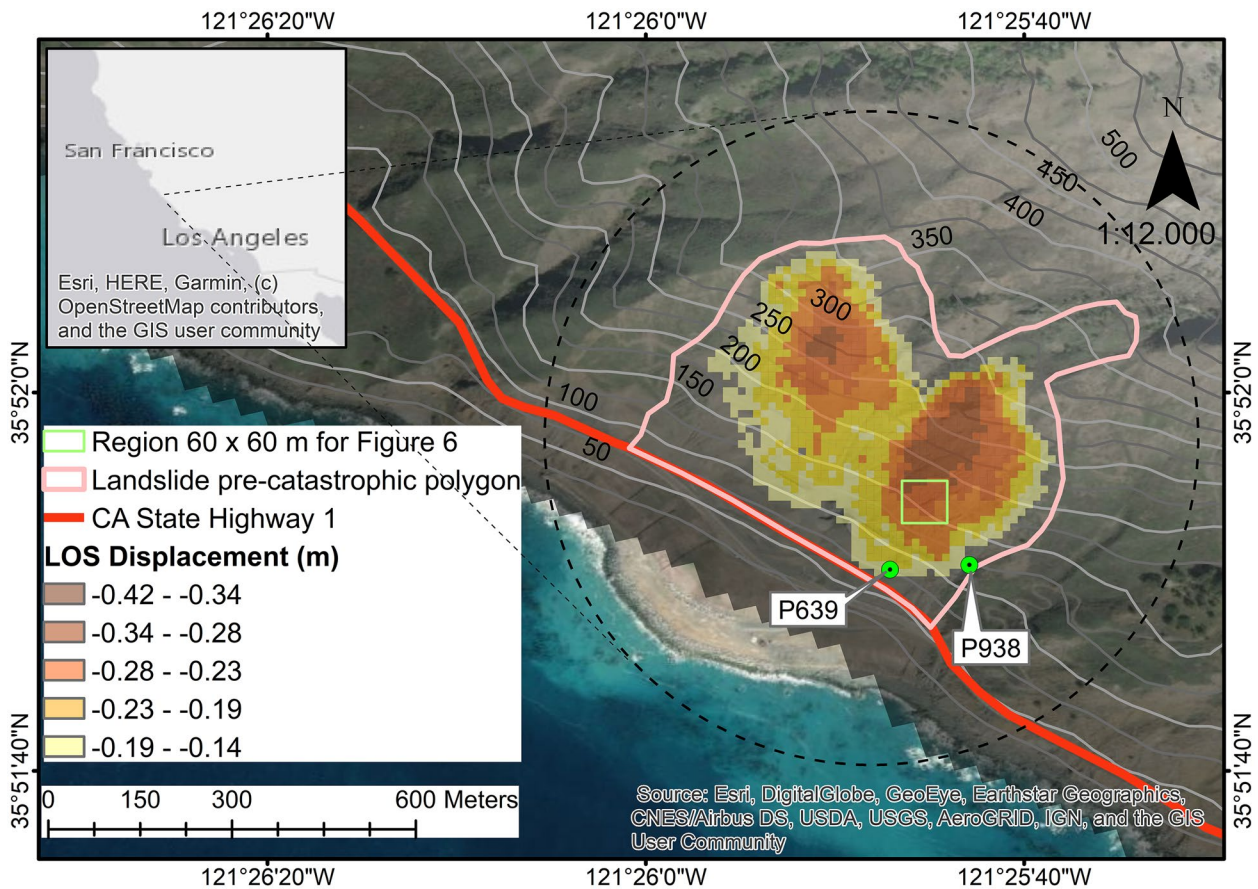 121°26'20"W
121°26'0"W
121°25'40"W
San Francisco
Los Angeles
Esri, HERE, Garmin, (c)
OpenStreetMap contributors,
and the GIS user community
N
1:12.000
500
450
400
350
300
250
200
150
100
50
35°52'0"N
35°52'0"N
Region 60 x 60 m for Figure 6
Landslide pre-catastrophic polygon
CA State Highway 1
LOS Displacement (m)
-0.42 - -0.34
-0.34 - -0.28
-0.28 - -0.23
-0.23 - -0.19
-0.19 - -0.14
P639
P938
35°51'40"N
35°51'40"N
0 150 300 600 Meters
Source: Esri, DigitalGlobe, GeoEye, Earthstar Geographics,
CNES/Airbus DS, USDA, USGS, AeroGRID, IGN, and the GIS
User Community
121°26'20"W
121°26'0"W
121°25'40"W